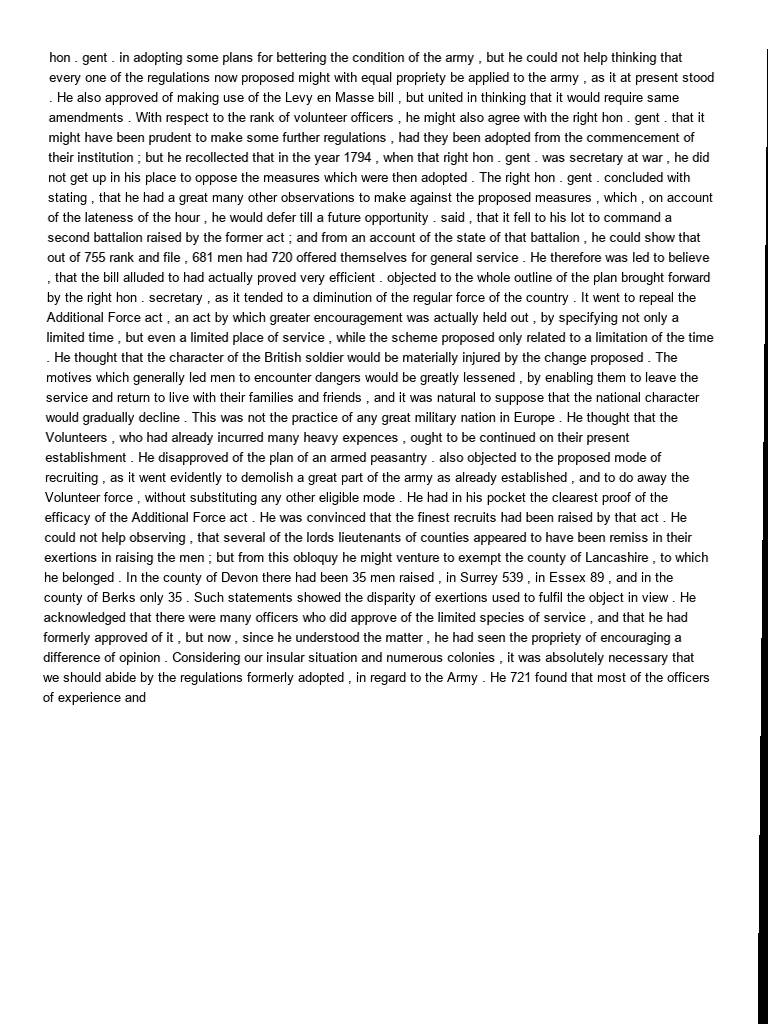 hon . gent . in adopting some plans for bettering the condition of the army , but he could not help thinking that
every one of the regulations now proposed might with equal propriety be applied to the army , as it at present stood
. He also approved of making use of the Levy en Masse bill , but united in thinking that it would require same
amendments . With respect to the rank of volunteer officers , he might also agree with the right hon . gent . that it
might have been prudent to make some further regulations , had they been adopted from the commencement of
their institution ; but he recollected that in the year 1794 , when that right hon . gent . was secretary at war , he did
not get up in his place to oppose the measures which were then adopted . The right hon . gent . concluded with
stating , that he had a great many other observations to make against the proposed measures , which , on account
of the lateness of the hour , he would defer till a future opportunity . said , that it fell to his lot to command a
second battalion raised by the former act ; and from an account of the state of that battalion , he could show that
out of 755 rank and file , 681 men had 720 offered themselves for general service . He therefore was led to believe
, that the bill alluded to had actually proved very efficient . objected to the whole outline of the plan brought forward
by the right hon . secretary , as it tended to a diminution of the regular force of the country . It went to repeal the
Additional Force act , an act by which greater encouragement was actually held out , by specifying not only a
limited time , but even a limited place of service , while the scheme proposed only related to a limitation of the time
. He thought that the character of the British soldier would be materially injured by the change proposed . The
motives which generally led men to encounter dangers would be greatly lessened , by enabling them to leave the
service and return to live with their families and friends , and it was natural to suppose that the national character
would gradually decline . This was not the practice of any great military nation in Europe . He thought that the
Volunteers , who had already incurred many heavy expences , ought to be continued on their present
establishment . He disapproved of the plan of an armed peasantry . also objected to the proposed mode of
recruiting , as it went evidently to demolish a great part of the army as already established , and to do away the
Volunteer force , without substituting any other eligible mode . He had in his pocket the clearest proof of the
efficacy of the Additional Force act . He was convinced that the finest recruits had been raised by that act . He
could not help observing , that several of the lords lieutenants of counties appeared to have been remiss in their
exertions in raising the men ; but from this obloquy he might venture to exempt the county of Lancashire , to which
he belonged . In the county of Devon there had been 35 men raised , in Surrey 539 , in Essex 89 , and in the
county of Berks only 35 . Such statements showed the disparity of exertions used to fulfil the object in view . He
acknowledged that there were many officers who did approve of the limited species of service , and that he had
formerly approved of it , but now , since he understood the matter , he had seen the propriety of encouraging a
difference of opinion . Considering our insular situation and numerous colonies , it was absolutely necessary that
we should abide by the regulations formerly adopted , in regard to the Army . He 721 found that most of the officers
of experience and